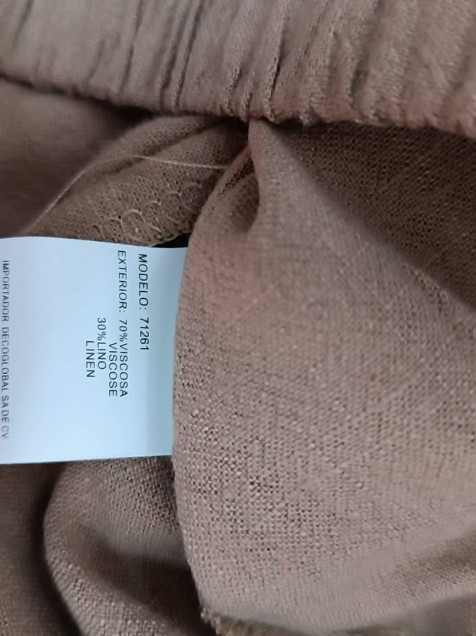 MODELO: 71261
EXTERIOR: 70%VISCOSA
VISCOSE
30%LINO
LINEN
IMPORTADOR DECOGLOBAL SA DE CV